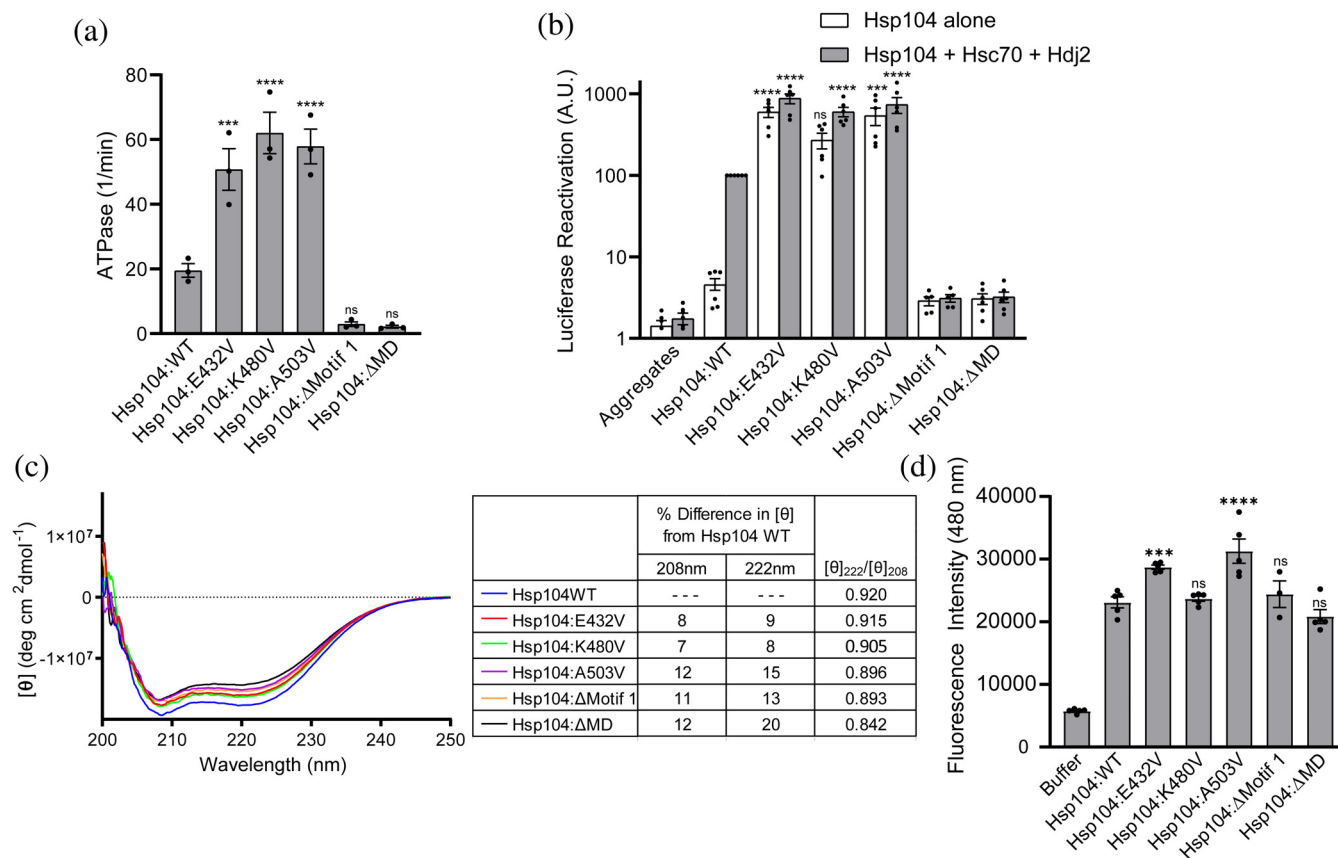 (a)
80
60
40
20
0
ATPase (1/min)
***
****
****
ns
ns
Hsp104:WT
Hsp104:E432V
Hsp104:K480V
Hsp104:A503V
Hsp104:ΔMotif 1
Hsp104:ΔMD
(b)
Hsp104 alone
Hsp104 + Hsc70 + Hdj2
1000
100
10
1
Luciferase Reactivation (A.U.)
****
****
ns
****
***
****
Aggregates
Hsp104:WT
Hsp104:E432V
Hsp104:K480V
Hsp104:A503V
Hsp104:ΔMotif 1
Hsp104:ΔMD
(c)
[θ] (deg cm ²dmol⁻¹)
1×10⁷
0
-1×10⁷
200 210 220 230 240 250
Wavelength (nm)
% Difference in [θ]
from Hsp104 WT
208nm 222nm [θ]₂₂₂/[θ]₂₀₈
Hsp104WT --- --- 0.920
Hsp104:E432V 8 9 0.915
Hsp104:K480V 7 8 0.905
Hsp104:A503V 12 15 0.896
Hsp104:ΔMotif 1 11 13 0.893
Hsp104:ΔMD 12 20 0.842
(d)
Fluorescence Intensity (480 nm)
40000
30000
20000
10000
0
***
ns
****
ns
ns
Buffer
Hsp104:WT
Hsp104:E432V
Hsp104:K480V
Hsp104:A503V
Hsp104:ΔMotif 1
Hsp104:ΔMD